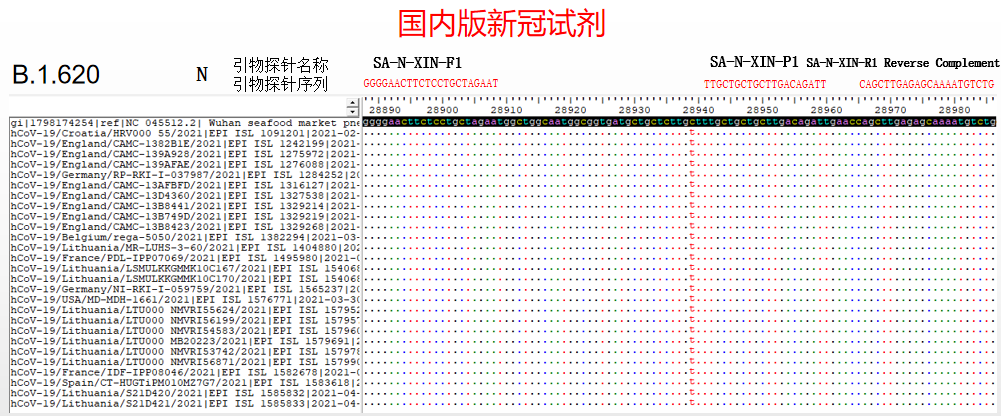 国内版新冠试剂
B.1.620 N 引物探针名称 SA-N-XIN-F1 SA-N-XIN-P1 SA-N-XIN-R1 Reverse Complement
引物探针序列 GGGGAACTTCTCCTGCTAGAAT TTGCTGCTGCTTGACAGATT CAGCTTGAGAGCAAAATGTCTG
28890 28900 28910 28920 28930 28940 28950 28960 28970 28980
gi|1798174254|ref|NC 045512.2| Wuhan seafood market pne ggggaacttctcctgctagaatggctggcaatggcggtgatgctgctcttgctttgctgctgcttgacagattgaaccagcttgagagcaaaatgtctg
hCoV-19/Croatia/HRV000 55/2021|EPI ISL 1091201|2021-02- t
hCoV-19/England/CAMC-1382B1E/2021|EPI ISL 1242199|2021- t
hCoV-19/England/CAMC-139A928/2021|EPI ISL 1275972|2021- t
hCoV-19/England/CAMC-139AFAE/2021|EPI ISL 1276088|2021- t
hCoV-19/Germany/RP-RKI-I-037987/2021|EPI ISL 1284252|20 t
hCoV-19/England/CAMC-13AFBFD/2021|EPI ISL 1316127|2021- t
hCoV-19/England/CAMC-13D4360/2021|EPI ISL 1327538|2021- t
hCoV-19/England/CAMC-13B8441/2021|EPI ISL 1329214|2021- t
hCoV-19/England/CAMC-13B749D/2021|EPI ISL 1329219|2021- t
hCoV-19/England/CAMC-13B8423/2021|EPI ISL 1329268|2021- t
hCoV-19/Belgium/rega-5050/2021|EPI ISL 1382294|2021-03- t
hCoV-19/Lithuania/MR-LUHS-3-60/2021|EPI ISL 1404880|202 t
hCoV-19/France/PDL-IPP07069/2021|EPI ISL 1495980|2021-0 t
hCoV-19/Lithuania/LSMULKKGMMK10C167/2021|EPI ISL 154068 t
hCoV-19/Lithuania/LSMULKKGMMK10C170/2021|EPI ISL 154068 t
hCoV-19/Germany/NI-RKI-I-059759/2021|EPI ISL 1565237|20 t
hCoV-19/USA/MD-MDH-1661/2021|EPI ISL 1576771|2021-03-30 t
hCoV-19/Lithuania/LTU000 NMVRI55624/2021|EPI ISL 157952 t
hCoV-19/Lithuania/LTU000 NMVRI56199/2021|EPI ISL 157957 t
hCoV-19/Lithuania/LTU000 NMVRI54583/2021|EPI ISL 157960 t
hCoV-19/Lithuania/LTU000 MB20223/2021|EPI ISL 1579691|2 t
hCoV-19/Lithuania/LTU000 NMVRI53742/2021|EPI ISL 157978 t
hCoV-19/Lithuania/LTU000 NMVRI56871/2021|EPI ISL 157990 t
hCoV-19/France/IDF-IPP08046/2021|EPI ISL 1582678|2021-0 t
hCoV-19/Spain/CT-HUGTiPM010MZ7G7/2021|EPI ISL 1583618|2 t
hCoV-19/Lithuania/S21D420/2021|EPI ISL 1585832|2021-04- t
hCoV-19/Lithuania/S21D421/2021|EPI ISL 1585833|2021-04- t